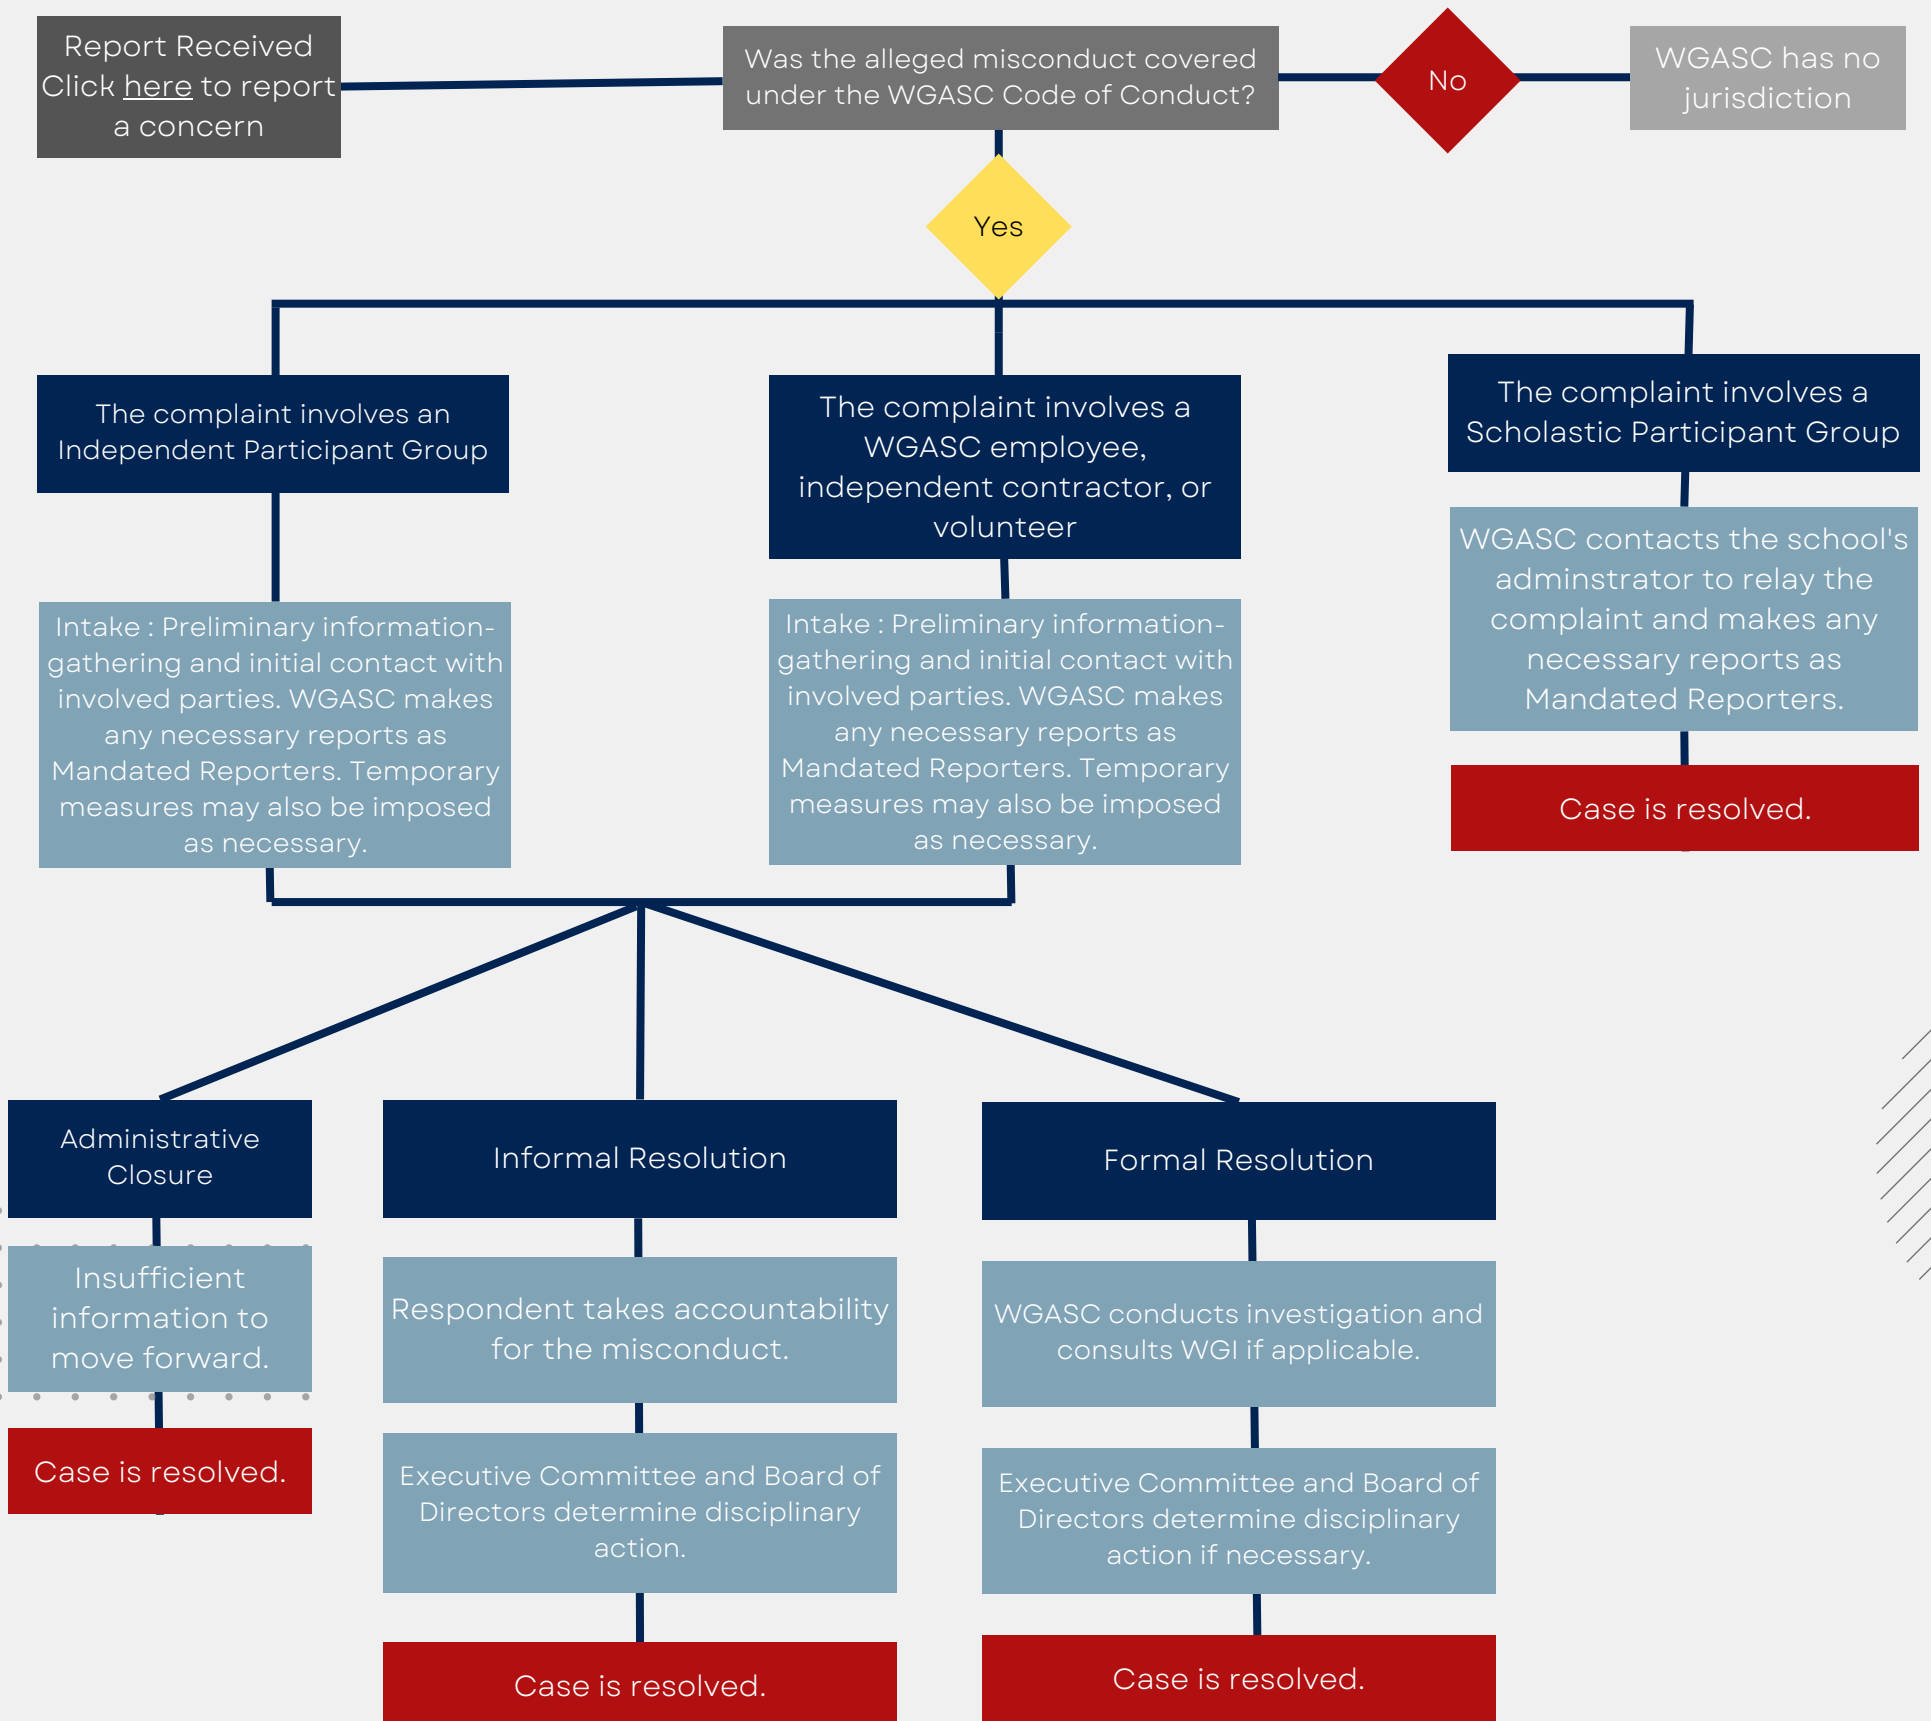 Report Received
Click here to report
a concern
Was the alleged misconduct covered
under the WGASC Code of Conduct?
No
WGASC has no
jurisdiction
Yes
The complaint involves an
Independent Participant Group
The complaint involves a
WGASC employee,
independent contractor, or
volunteer
The complaint involves a
Scholastic Participant Group
Intake : Preliminary information-
gathering and initial contact with
involved parties. WGASC makes
any necessary reports as
Mandated Reporters. Temporary
measures may also be imposed
as necessary.
Intake : Preliminary information-
gathering and initial contact with
involved parties. WGASC makes
any necessary reports as
Mandated Reporters. Temporary
measures may also be imposed
as necessary.
WGASC contacts the school's
adminstrator to relay the
complaint and makes any
necessary reports as
Mandated Reporters.
Case is resolved.
Administrative
Closure
Insufficient
information to
move forward.
Case is resolved.
Informal Resolution
Respondent takes accountability
for the misconduct.
Executive Committee and Board of
Directors determine disciplinary
action.
Case is resolved.
Formal Resolution
WGASC conducts investigation and
consults WGI if applicable.
Executive Committee and Board of
Directors determine disciplinary
action if necessary.
Case is resolved.